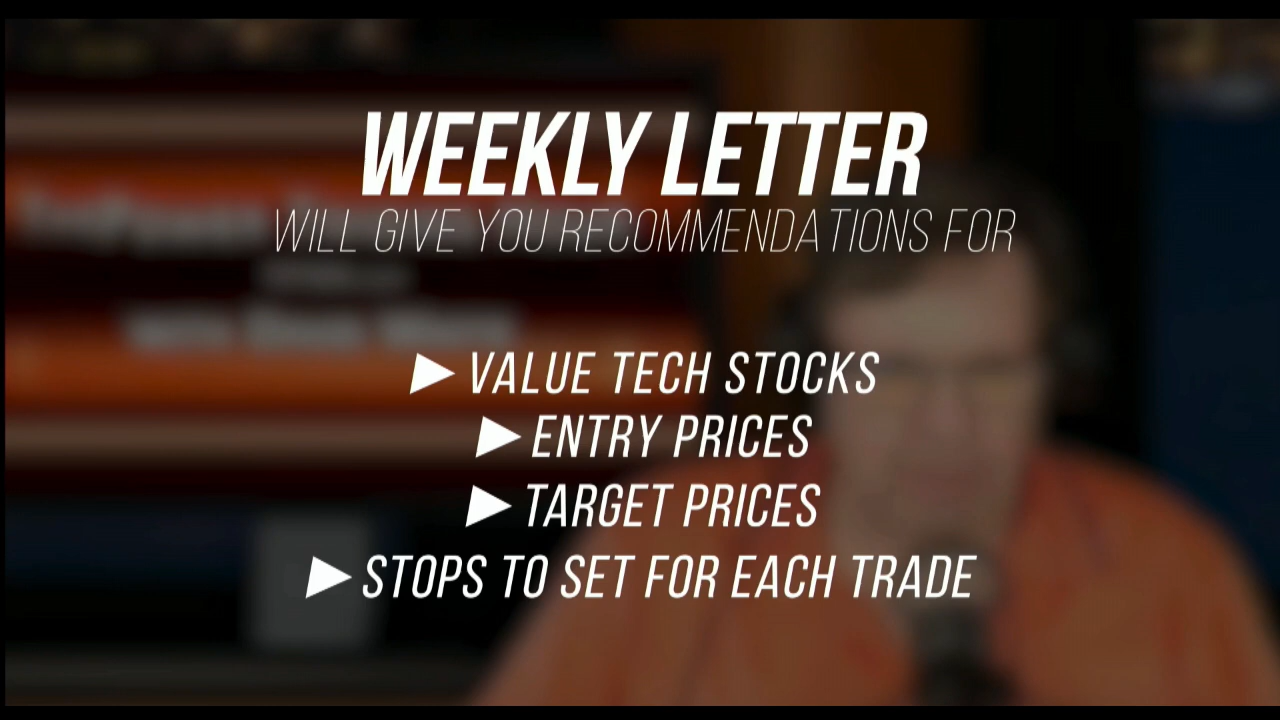 WEEKLY LETTER
WILL GIVE YOU RECOMMENDATIONS FOR
▶ VALUE TECH STOCKS
▶ ENTRY PRICES
▶ TARGET PRICES
▶ STOPS TO SET FOR EACH TRADE